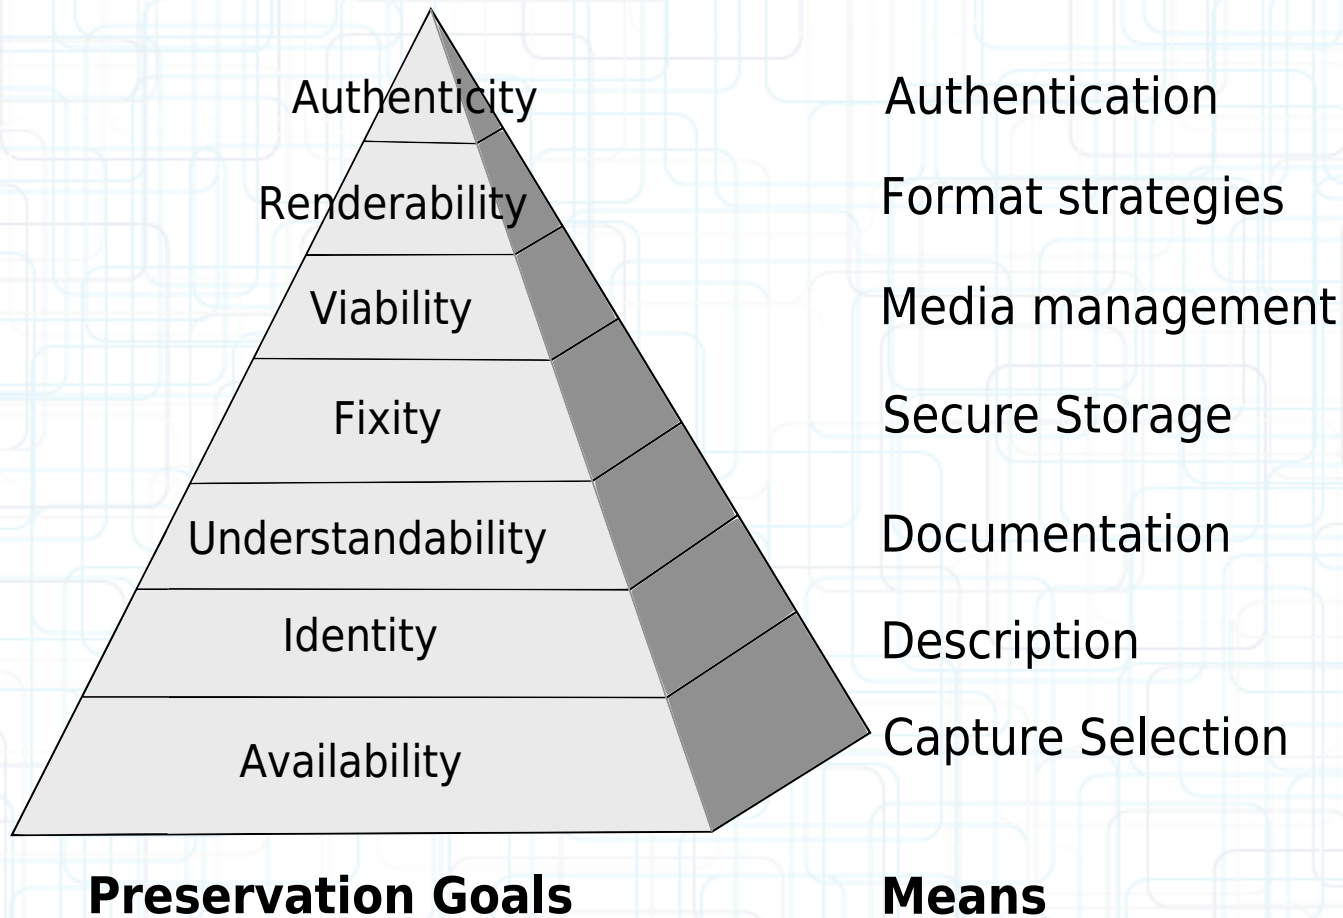 Authenticity
Authentication
Renderability
Format strategies
Viability
Media management
Fixity
Secure Storage
Understandability
Documentation
Identity
Description
Availability
Capture Selection
Preservation Goals
Means